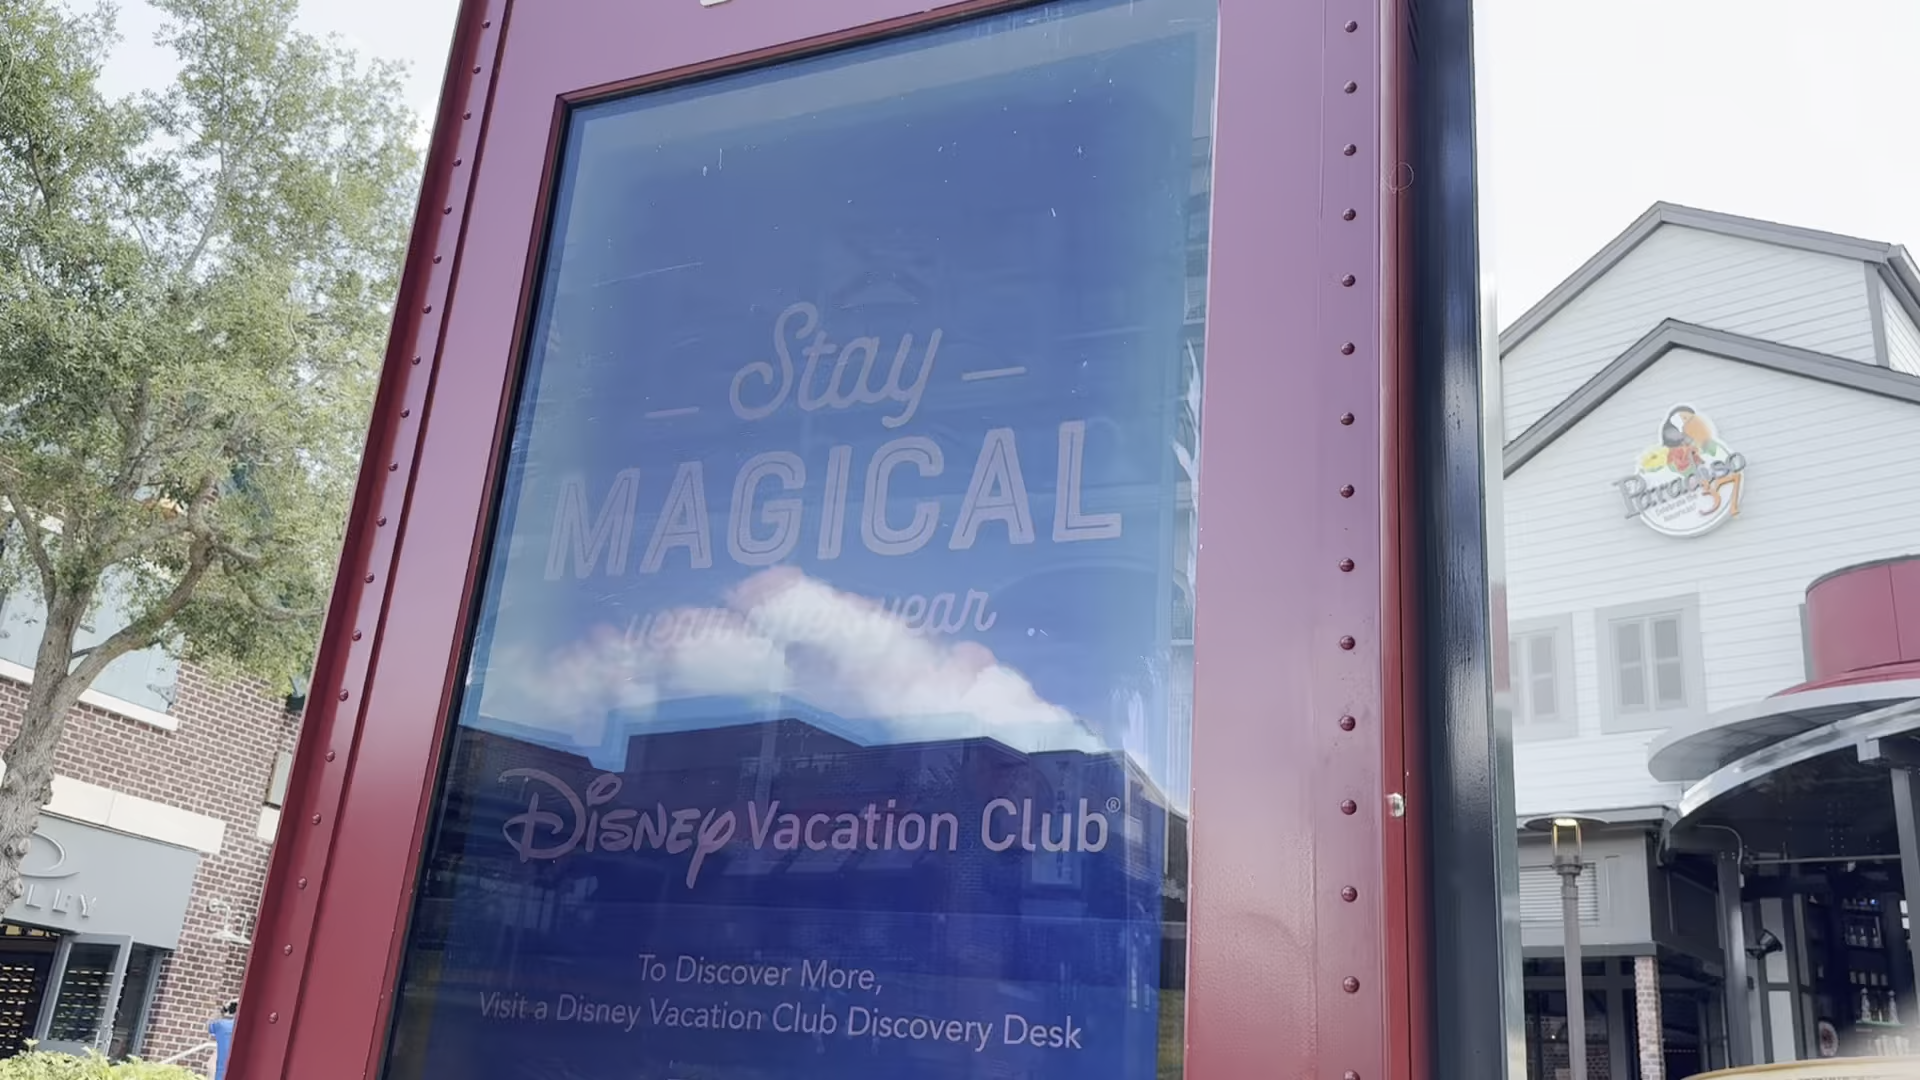 Stay
MAGICAL
year after year
Disney Vacation Club®
To Discover More,
Visit a Disney Vacation Club Discovery Desk
Paradiso
37